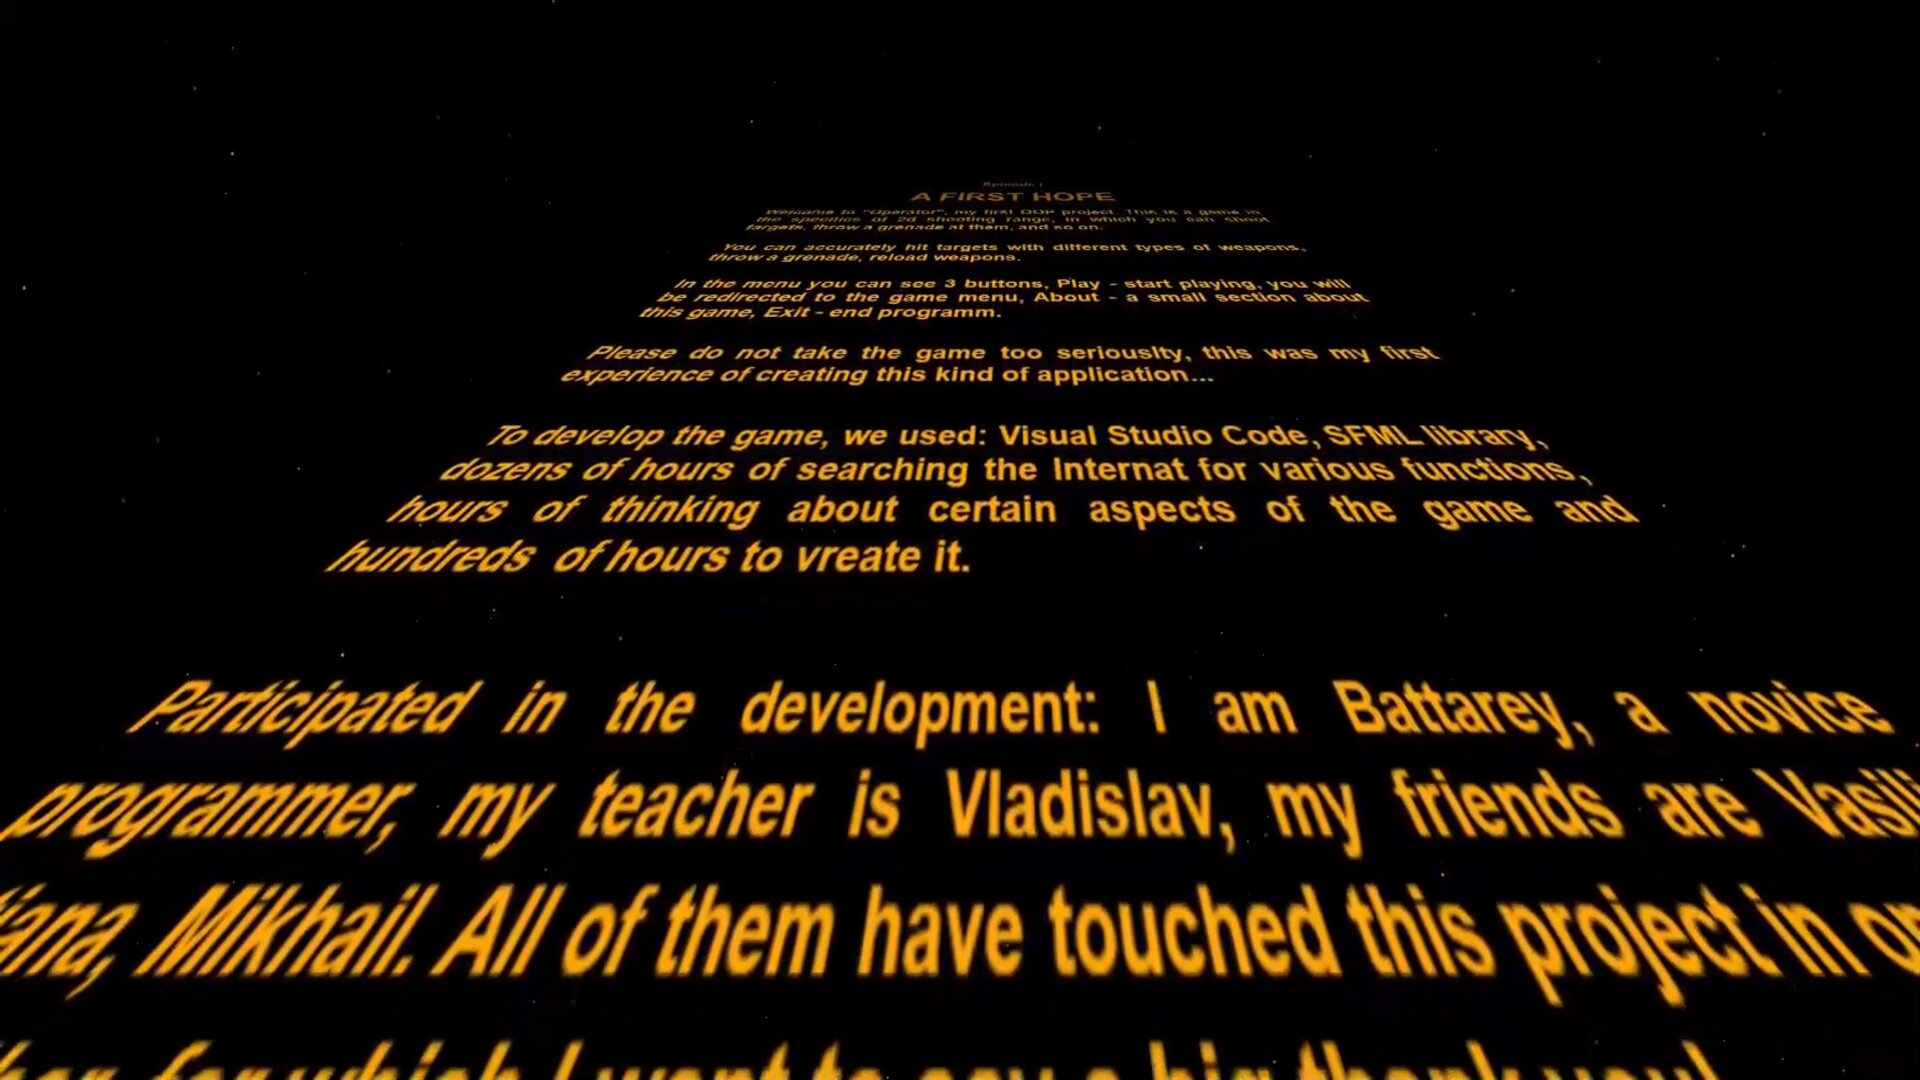 Episode I
A FIRST HOPE
Welcome to "Operator", my first OOP project. This is a game in
the specifics of 2d shooting range, in which you can shoot
targets, throw a grenade at them, and so on.
You can accurately hit targets with different types of weapons,
throw a grenade, reload weapons.
In the menu you can see 3 buttons, Play - start playing, you will
be redirected to the game menu, About - a small section about
this game, Exit - end programm.
Please do not take the game too seriouslty, this was my first
experience of creating this kind of application...
To develop the game, we used: Visual Studio Code, SFML library,
dozens of hours of searching the Internat for various functions,
hours of thinking about certain aspects of the game and
hundreds of hours to vreate it.
Participated in the development: I am Battarey, a novice
programmer, my teacher is Vladislav, my friends are
Mikhail. All of them have touched this project in
for which I want to say a big thank you!